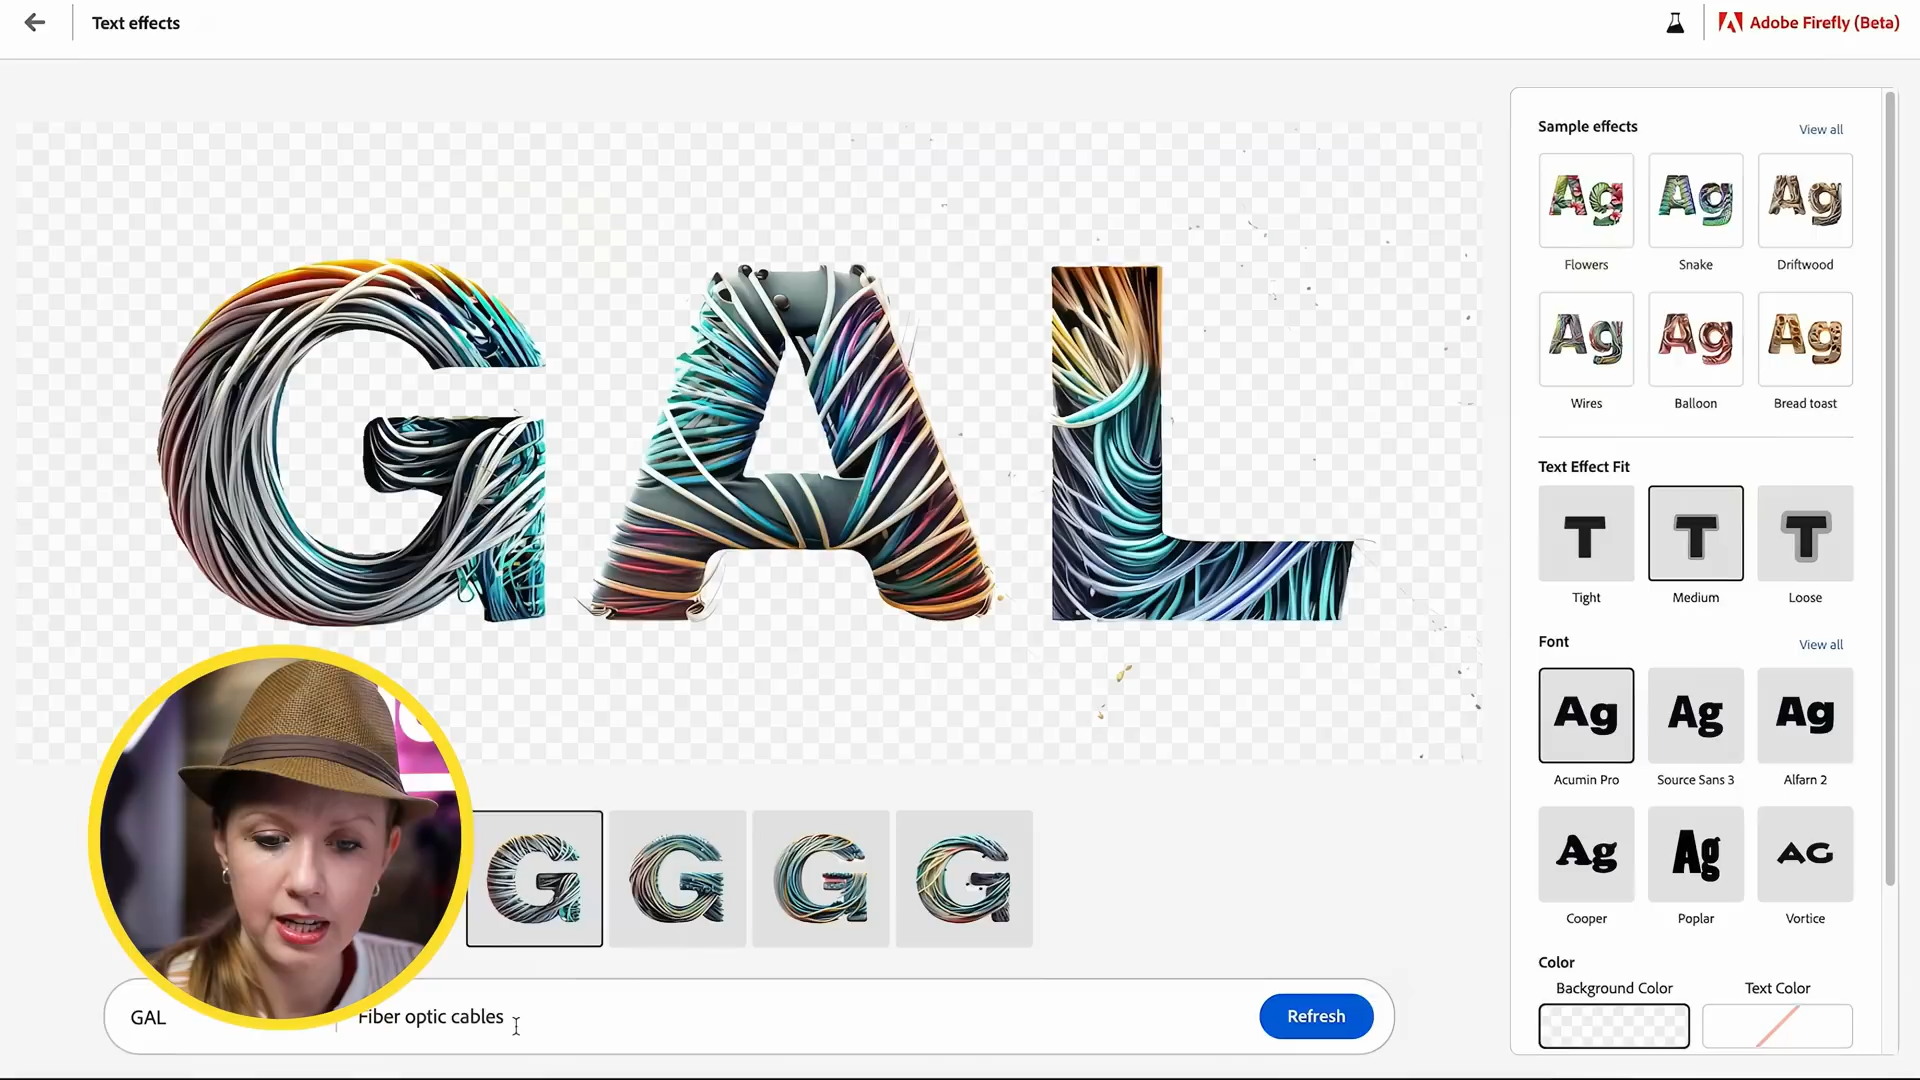 Text effects
Adobe Firefly (Beta)
GAL
Sample effects
View all
Ag
Ag
Ag
Flowers
Snake
Driftwood
Ag
Ag
Ag
Wires
Balloon
Bread toast
Text Effect Fit
T
T
T
Tight
Medium
Loose
Font
View all
Ag
Ag
Ag
Acumin Pro
Source Sans 3
Alfarn 2
Ag
Ag
AG
Cooper
Poplar
Vortice
G
G
G
G
Color
Background Color
Text Color
GAL
Fiber optic cables
Refresh